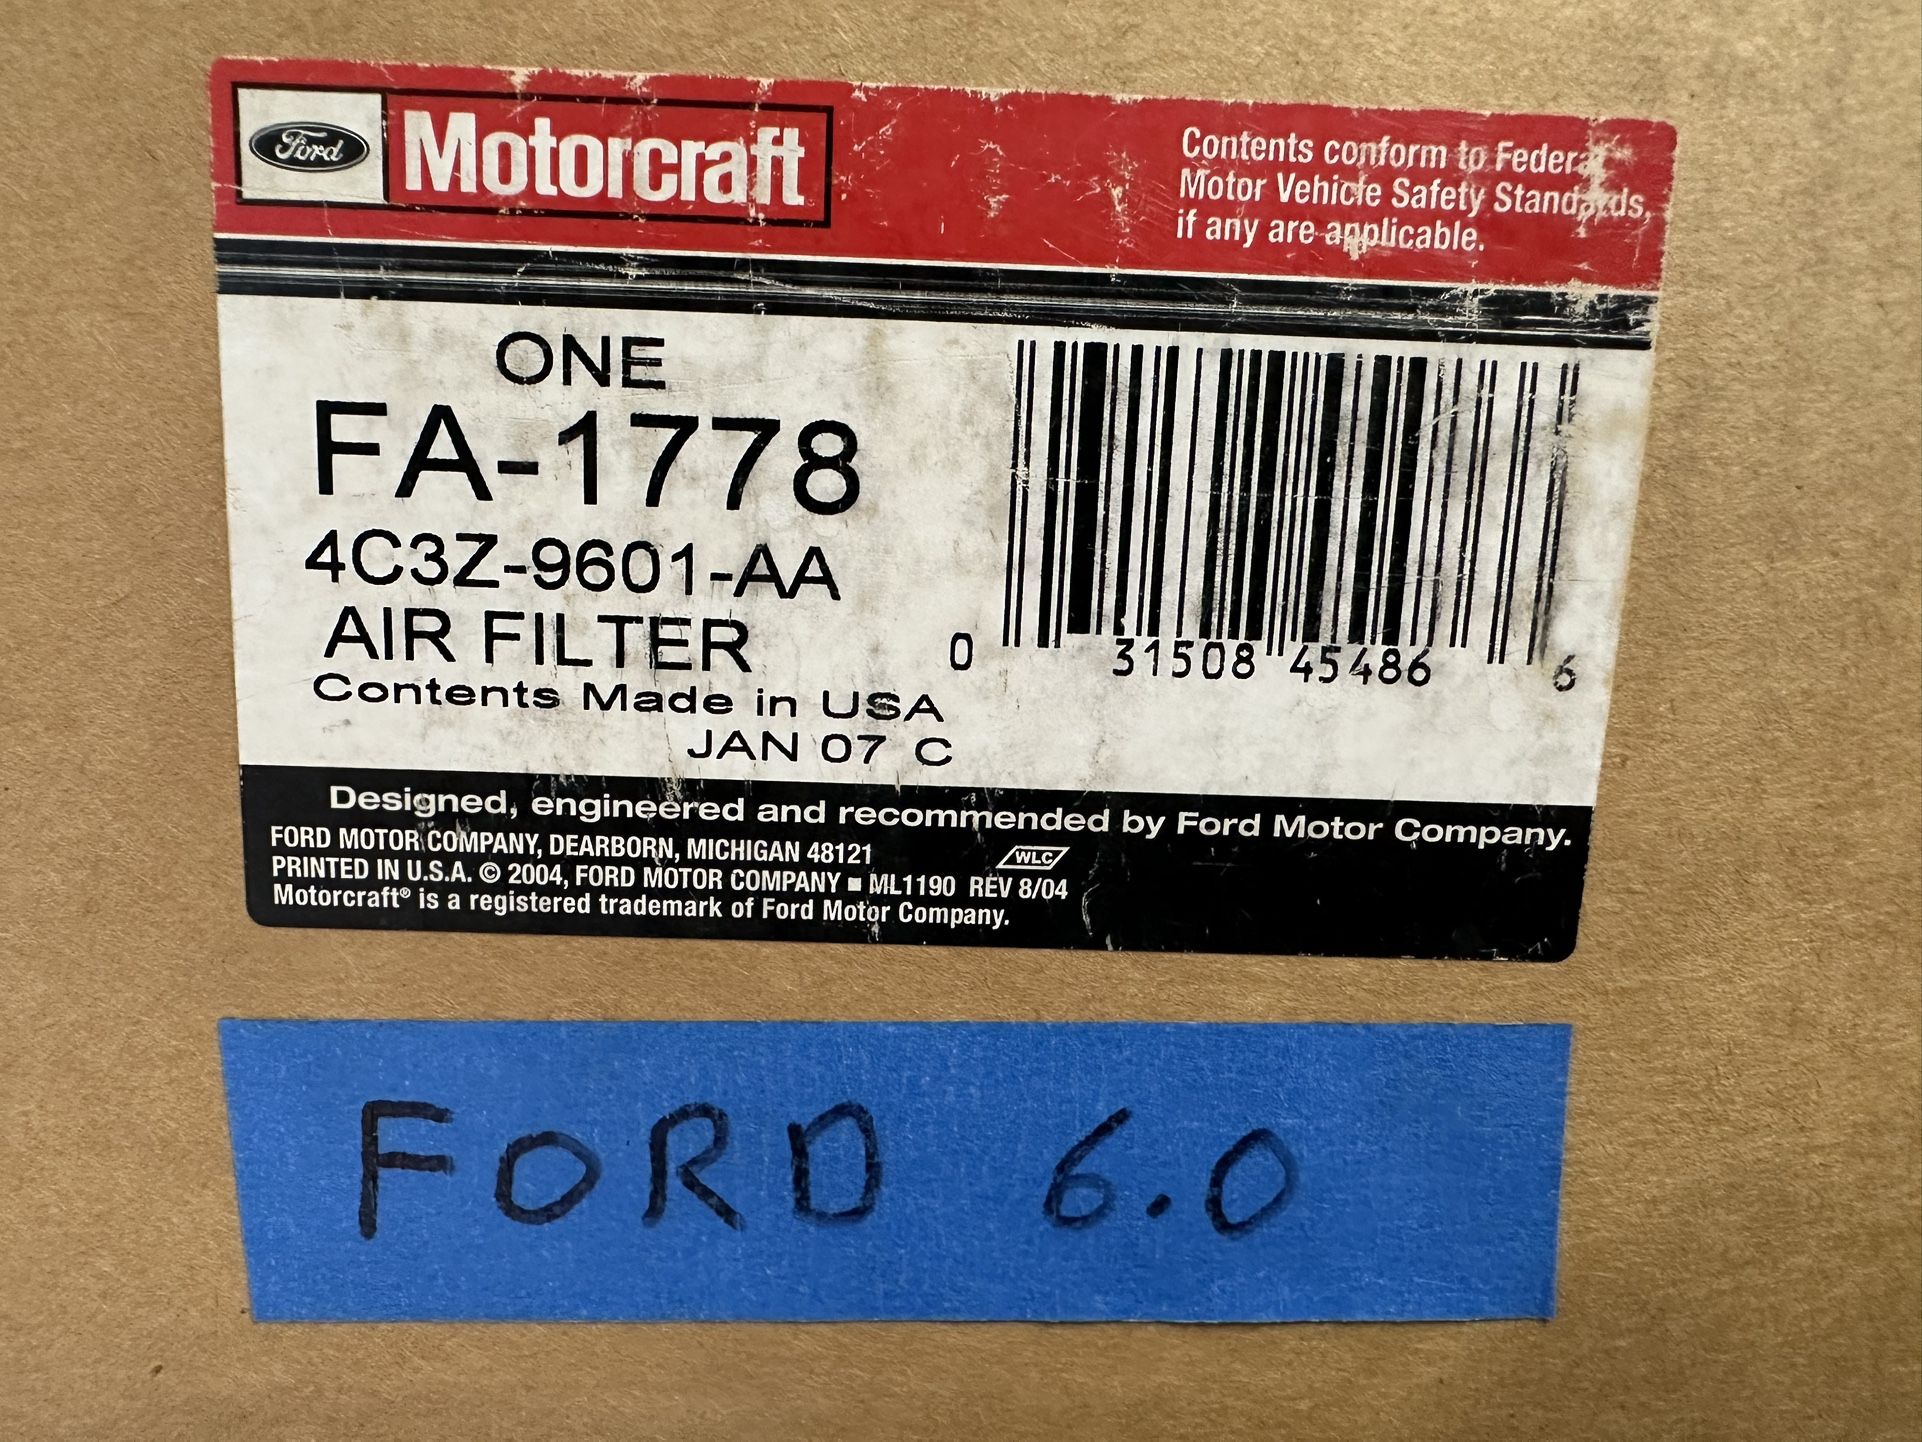 Ford Motorcraft
Contents conform to Federal
Motor Vehicle Safety Standards,
if any are applicable.
ONE
FA-1778
4C3Z-9601-AA
AIR FILTER
Contents Made in USA
JAN 07 C
0 31508 45486 6
Designed, engineered and recommended by Ford Motor Company.
FORD MOTOR COMPANY, DEARBORN, MICHIGAN 48121
WLC
PRINTED IN U.S.A. © 2004, FORD MOTOR COMPANY ■ ML1190 REV 8/04
Motorcraft® is a registered trademark of Ford Motor Company.
FORD 6.0